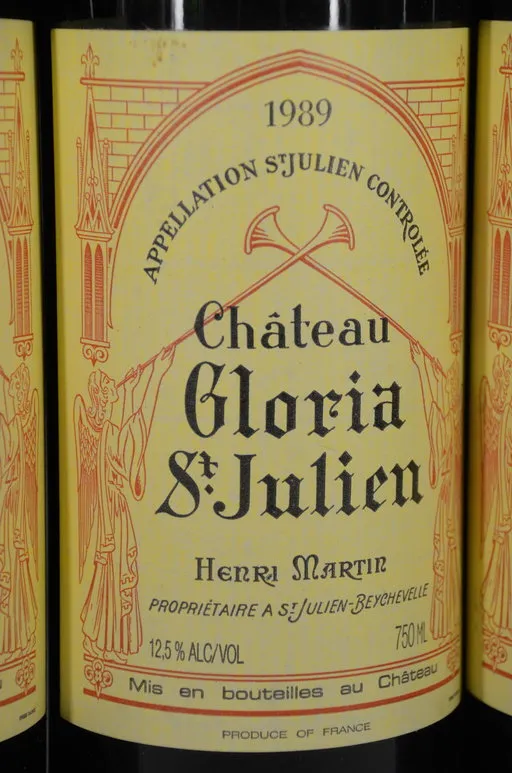 1989
APPELLATION ST JULIEN CONTROLÉE
Château
Gloria
St. Julien
HENRI MARTIN
PROPRIÉTAIRE A ST JULIEN-BEYCHEVELLE
12,5 % ALC/VOL
750 ML
Mis en bouteilles au Château
PRODUCE OF FRANCE